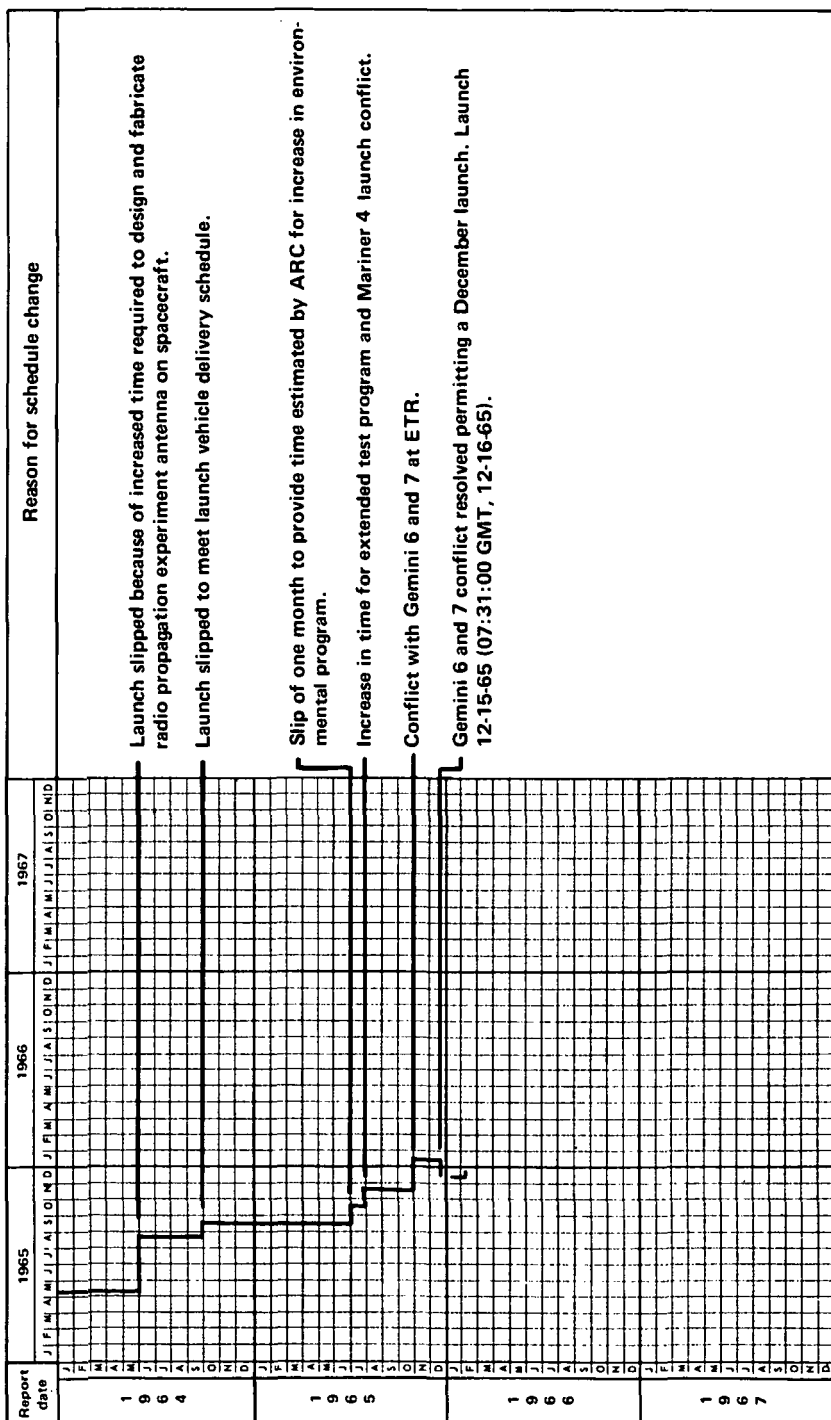 Report
date
1965
1966
1967
Reason for schedule change
J F M A M J J A S O N D J F M A M J J A S O N D J F M A M J J A S O N D
1964
J
F
M
A
M
J
J
A
S
O
N
D
1965
J
F
M
A
M
J
J
A
S
O
N
D
1966
J
F
M
A
M
J
J
A
S
O
N
D
1967
J
F
M
A
M
J
J
A
S
O
N
D
Launch slipped because of increased time required to design and fabricate
radio propagation experiment antenna on spacecraft.
Launch slipped to meet launch vehicle delivery schedule.
Slip of one month to provide time estimated by ARC for increase in environ-
mental program.
Increase in time for extended test program and Mariner 4 launch conflict.
Conflict with Gemini 6 and 7 at ETR.
Gemini 6 and 7 conflict resolved permitting a December launch. Launch
12-15-65 (07:31:00 GMT, 12-16-65).
L